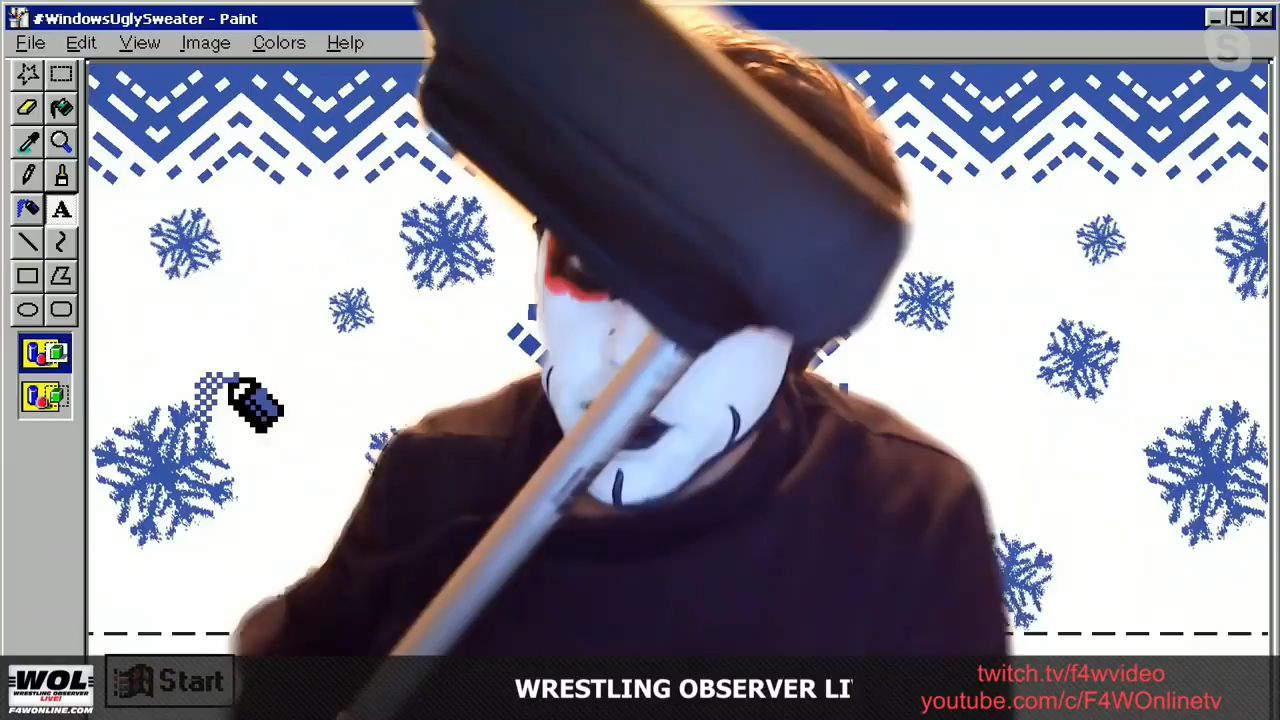 #WindowsUglySweater - Paint
File Edit View Image Colors Help
S
A
WOL
WRESTLING OBSERVER
LIVE!
F4WONLINE.COM
Start
WRESTLING OBSERVER LI
twitch.tv/f4wvideo
youtube.com/c/F4WOnlinetv